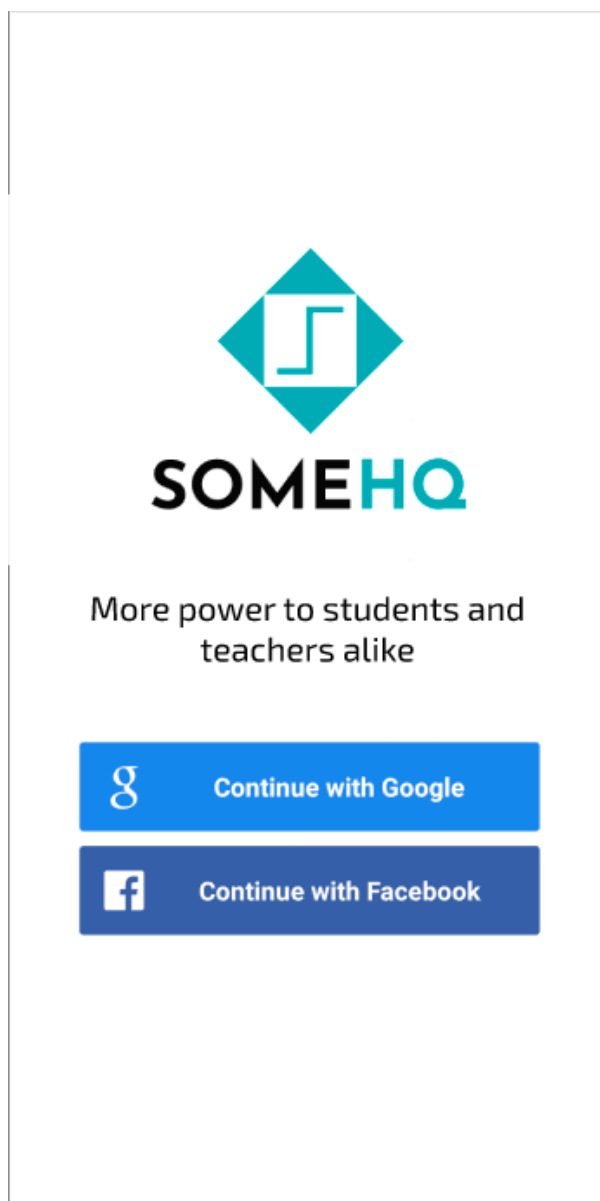 SOMEHQ
More power to students and
teachers alike
g
Continue with Google
f
Continue with Facebook